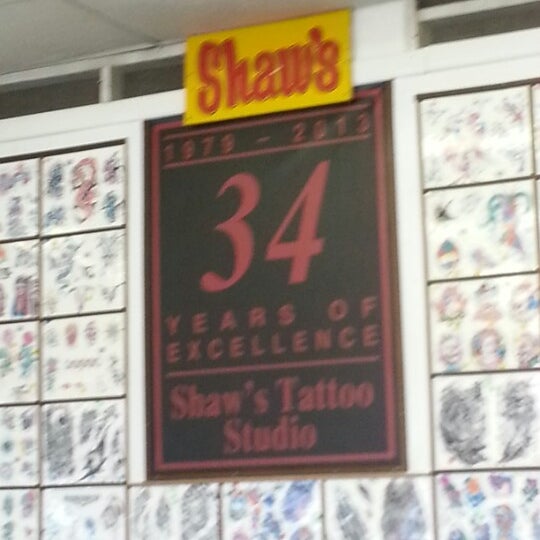 Shaw's
1979 - 2013
34
YEARS OF
EXCELLENCE
Shaw's Tattoo
Studio